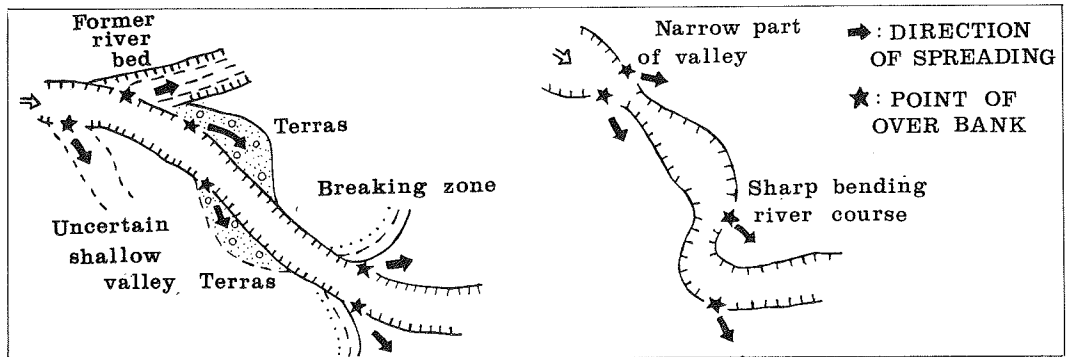 Former
river
bed
Terras
Breaking zone
Uncertain
shallow
valley
Terras
Narrow part
of valley
Sharp bending
river course
: DIRECTION
OF SPREADING
: POINT OF
OVER BANK